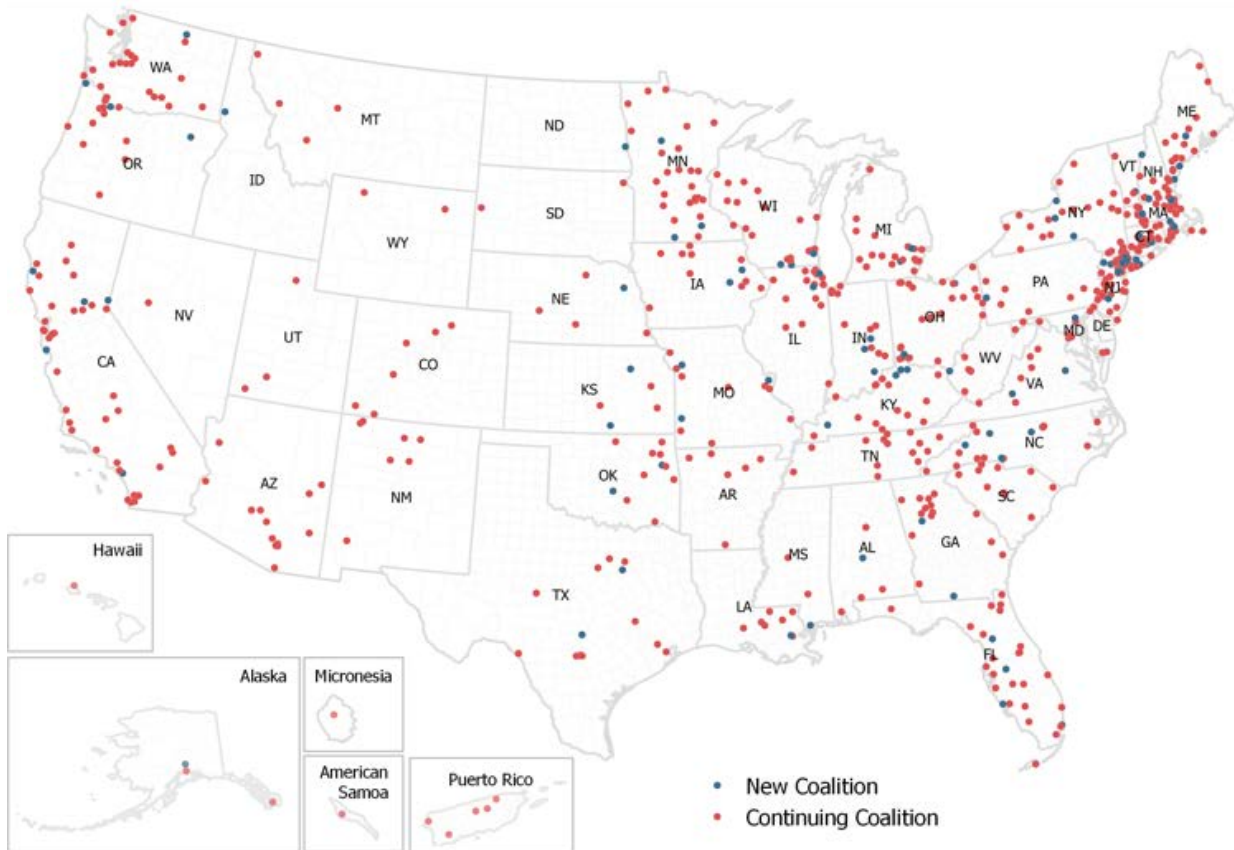 WA
MT
ND
MN
ME
OR
ID
SD
WI
MI
VT
NH
NY
MA
CT
WY
IA
PA
NJ
NE
NV
UT
CO
IL
IN
OH
MD
DE
CA
WV
VA
KS
MO
KY
NC
TN
AZ
NM
OK
AR
SC
MS
AL
GA
TX
LA
FL
Hawaii
Alaska
Micronesia
American
Samoa
Puerto Rico
New Coalition
Continuing Coalition